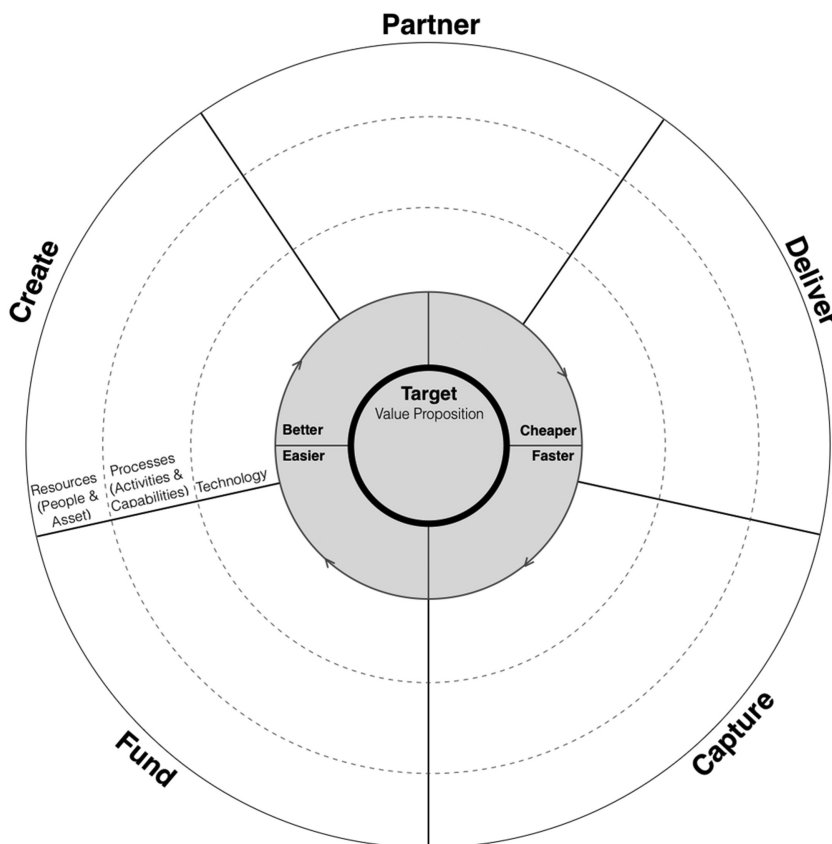 Partner
Create
Deliver
Target
Value Proposition
Better
Cheaper
Easier
Faster
Resources
(People &
Asset)
Processes
(Activities &
Capabilities)
Technology
Fund
Capture